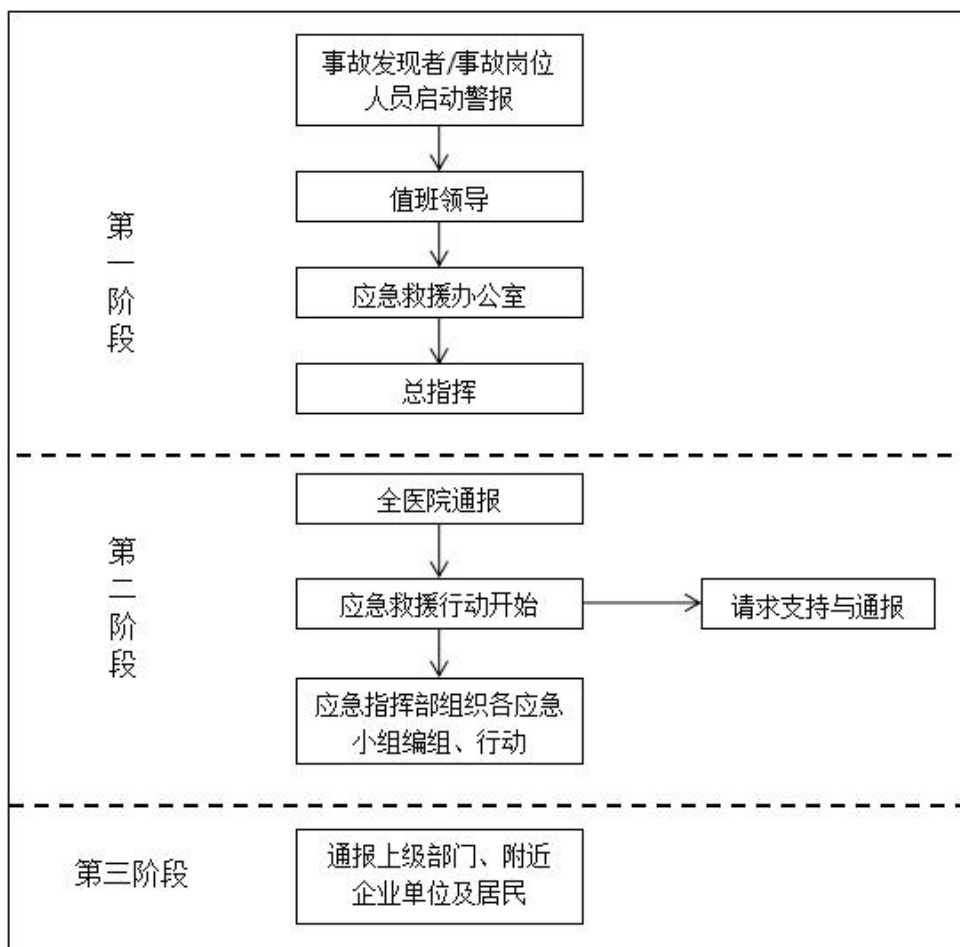 事故发现者/事故岗位
人员启动警报
值班领导
第一阶段
应急救援办公室
总指挥
全医院通报
第二阶段
应急救援行动开始
请求支持与通报
应急指挥部组织各应急
小组编组、行动
第三阶段
通报上级部门、附近
企业单位及居民